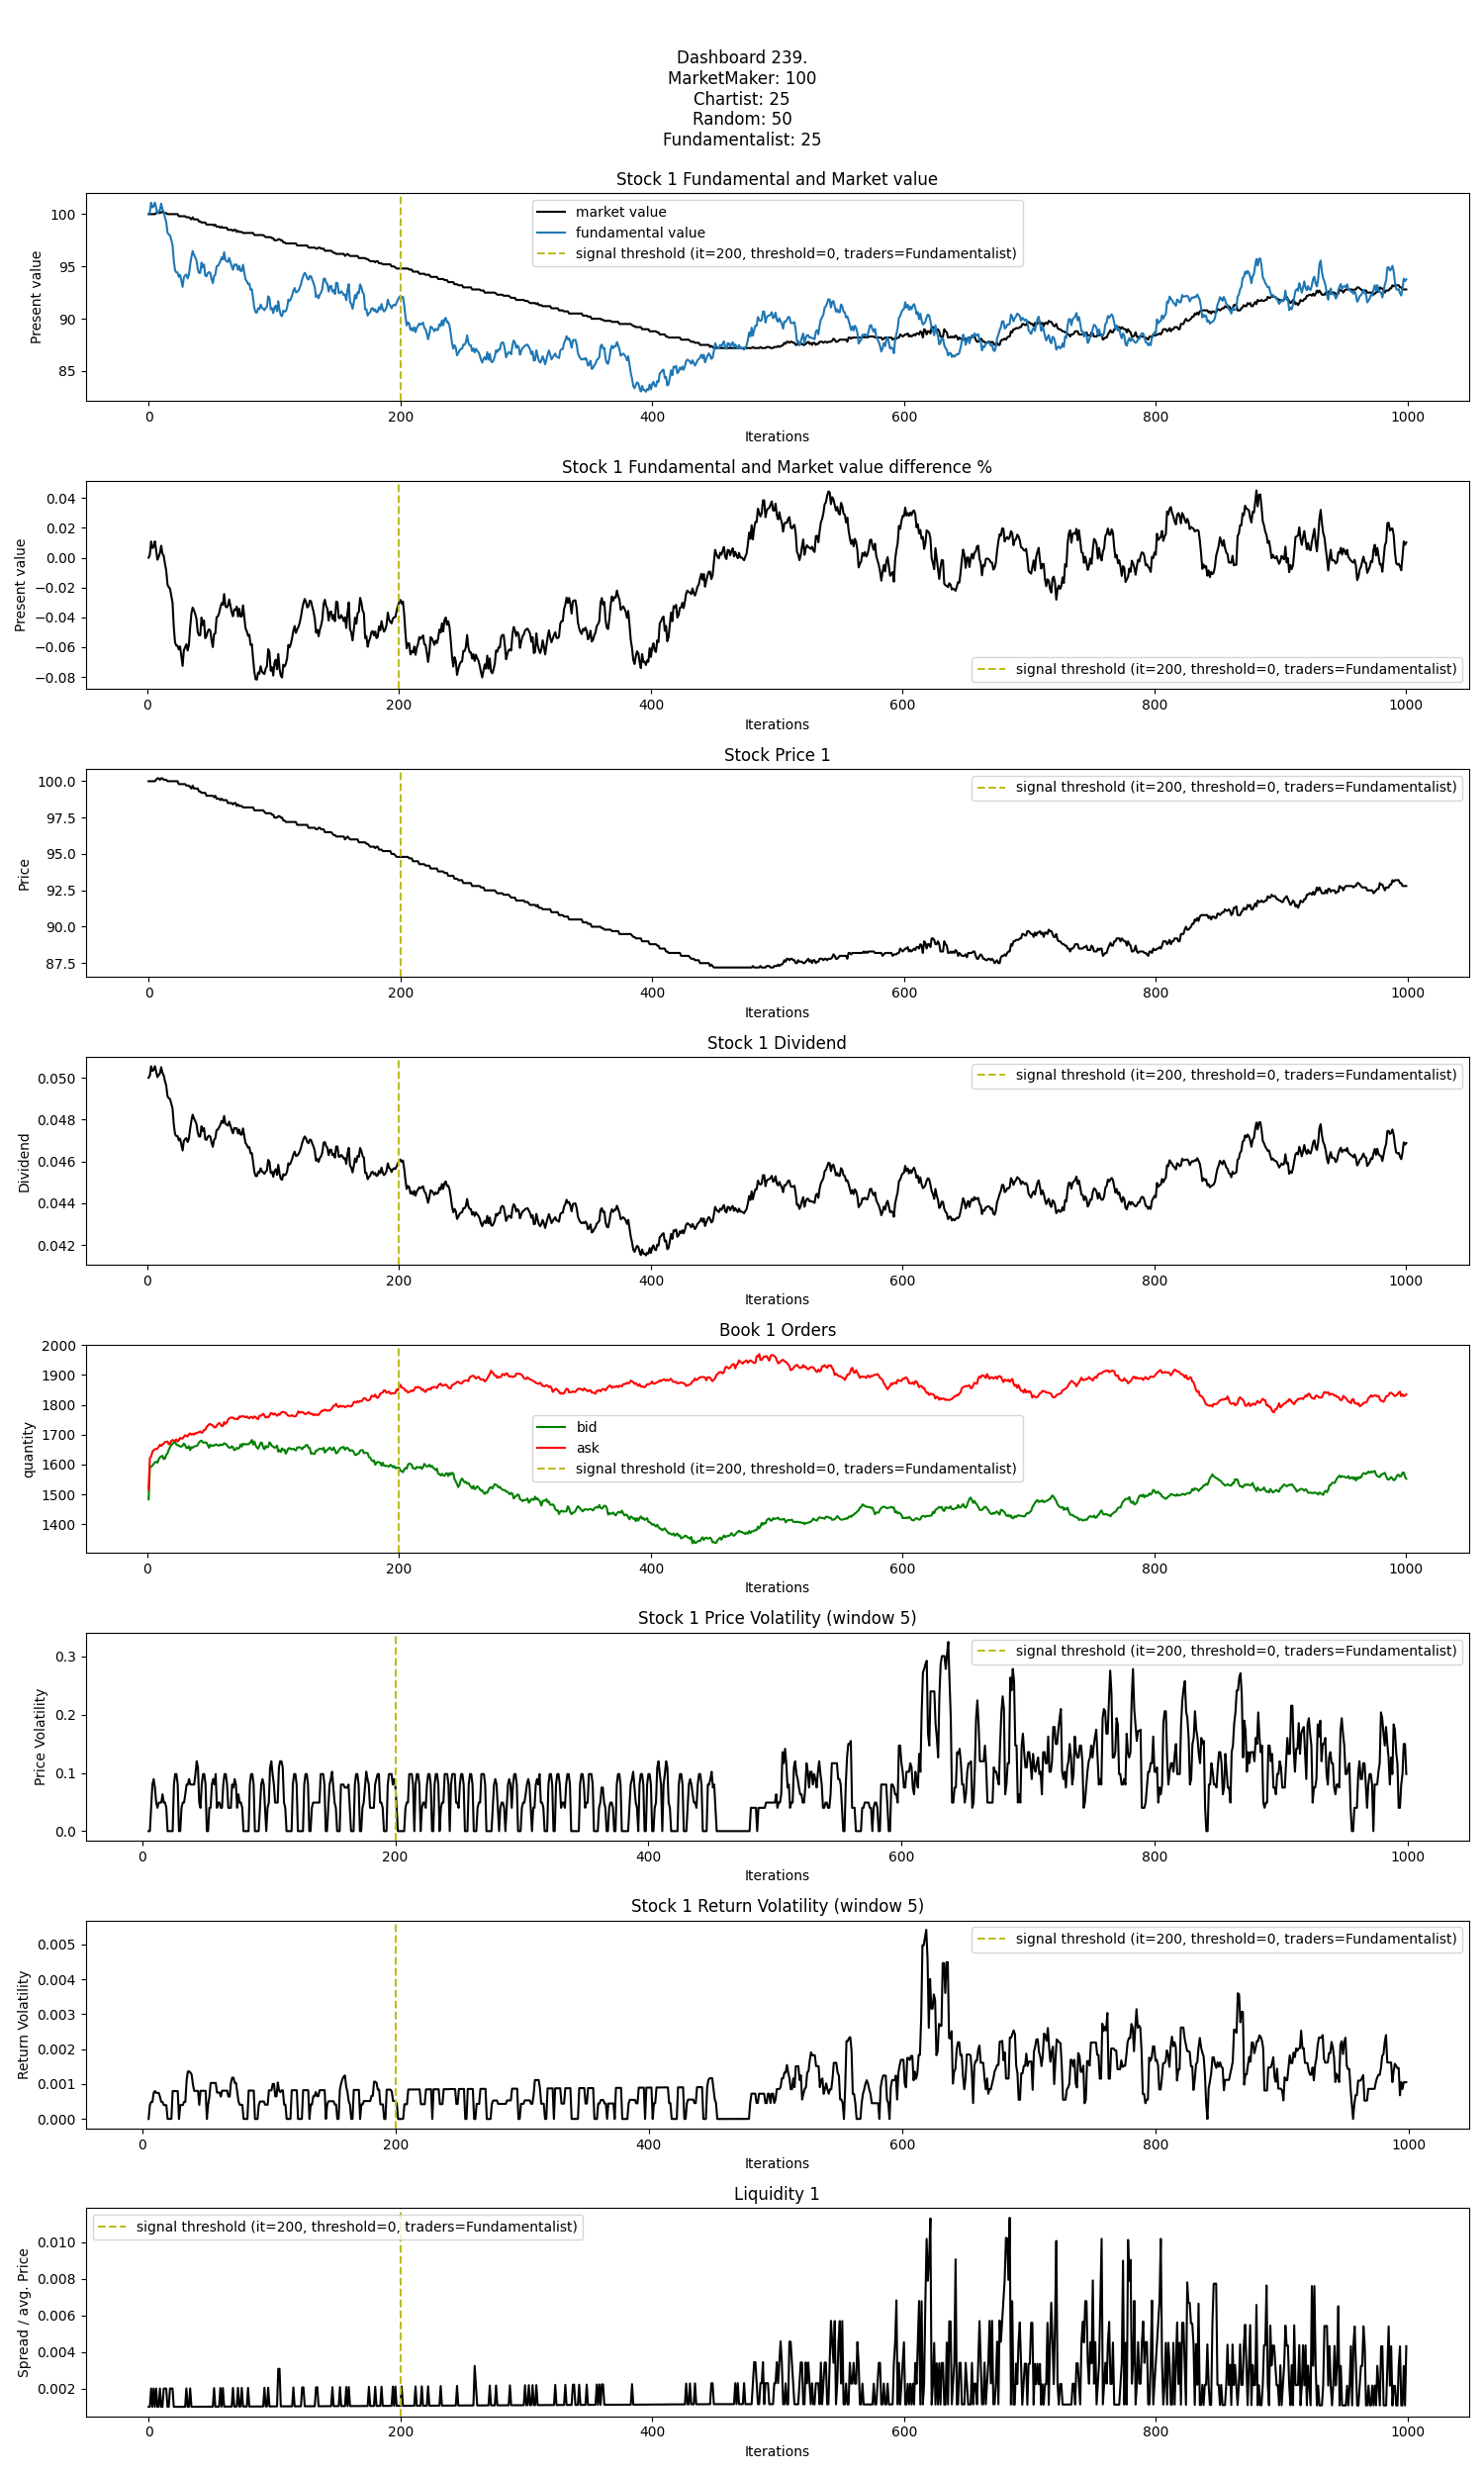 Dashboard 239.
MarketMaker: 100
Chartist: 25
Random: 50
Fundamentalist: 25
Stock 1 Fundamental and Market value
Present value
100
95
90
85
market value
fundamental value
signal threshold (it=200, threshold=0, traders=Fundamentalist)
0 200 400 600 800 1000
Iterations
Stock 1 Fundamental and Market value difference %
Present value
0.04
0.02
0.00
−0.02
−0.04
−0.06
−0.08
signal threshold (it=200, threshold=0, traders=Fundamentalist)
0 200 400 600 800 1000
Iterations
Stock Price 1
Price
100.0
97.5
95.0
92.5
90.0
87.5
signal threshold (it=200, threshold=0, traders=Fundamentalist)
0 200 400 600 800 1000
Iterations
Stock 1 Dividend
Dividend
0.050
0.048
0.046
0.044
0.042
signal threshold (it=200, threshold=0, traders=Fundamentalist)
0 200 400 600 800 1000
Iterations
Book 1 Orders
quantity
2000
1900
1800
1700
1600
1500
1400
bid
ask
signal threshold (it=200, threshold=0, traders=Fundamentalist)
0 200 400 600 800 1000
Iterations
Stock 1 Price Volatility (window 5)
Price Volatility
0.3
0.2
0.1
0.0
signal threshold (it=200, threshold=0, traders=Fundamentalist)
0 200 400 600 800 1000
Iterations
Stock 1 Return Volatility (window 5)
Return Volatility
0.005
0.004
0.003
0.002
0.001
0.000
signal threshold (it=200, threshold=0, traders=Fundamentalist)
0 200 400 600 800 1000
Iterations
Liquidity 1
Spread / avg. Price
0.010
0.008
0.006
0.004
0.002
signal threshold (it=200, threshold=0, traders=Fundamentalist)
0 200 400 600 800 1000
Iterations